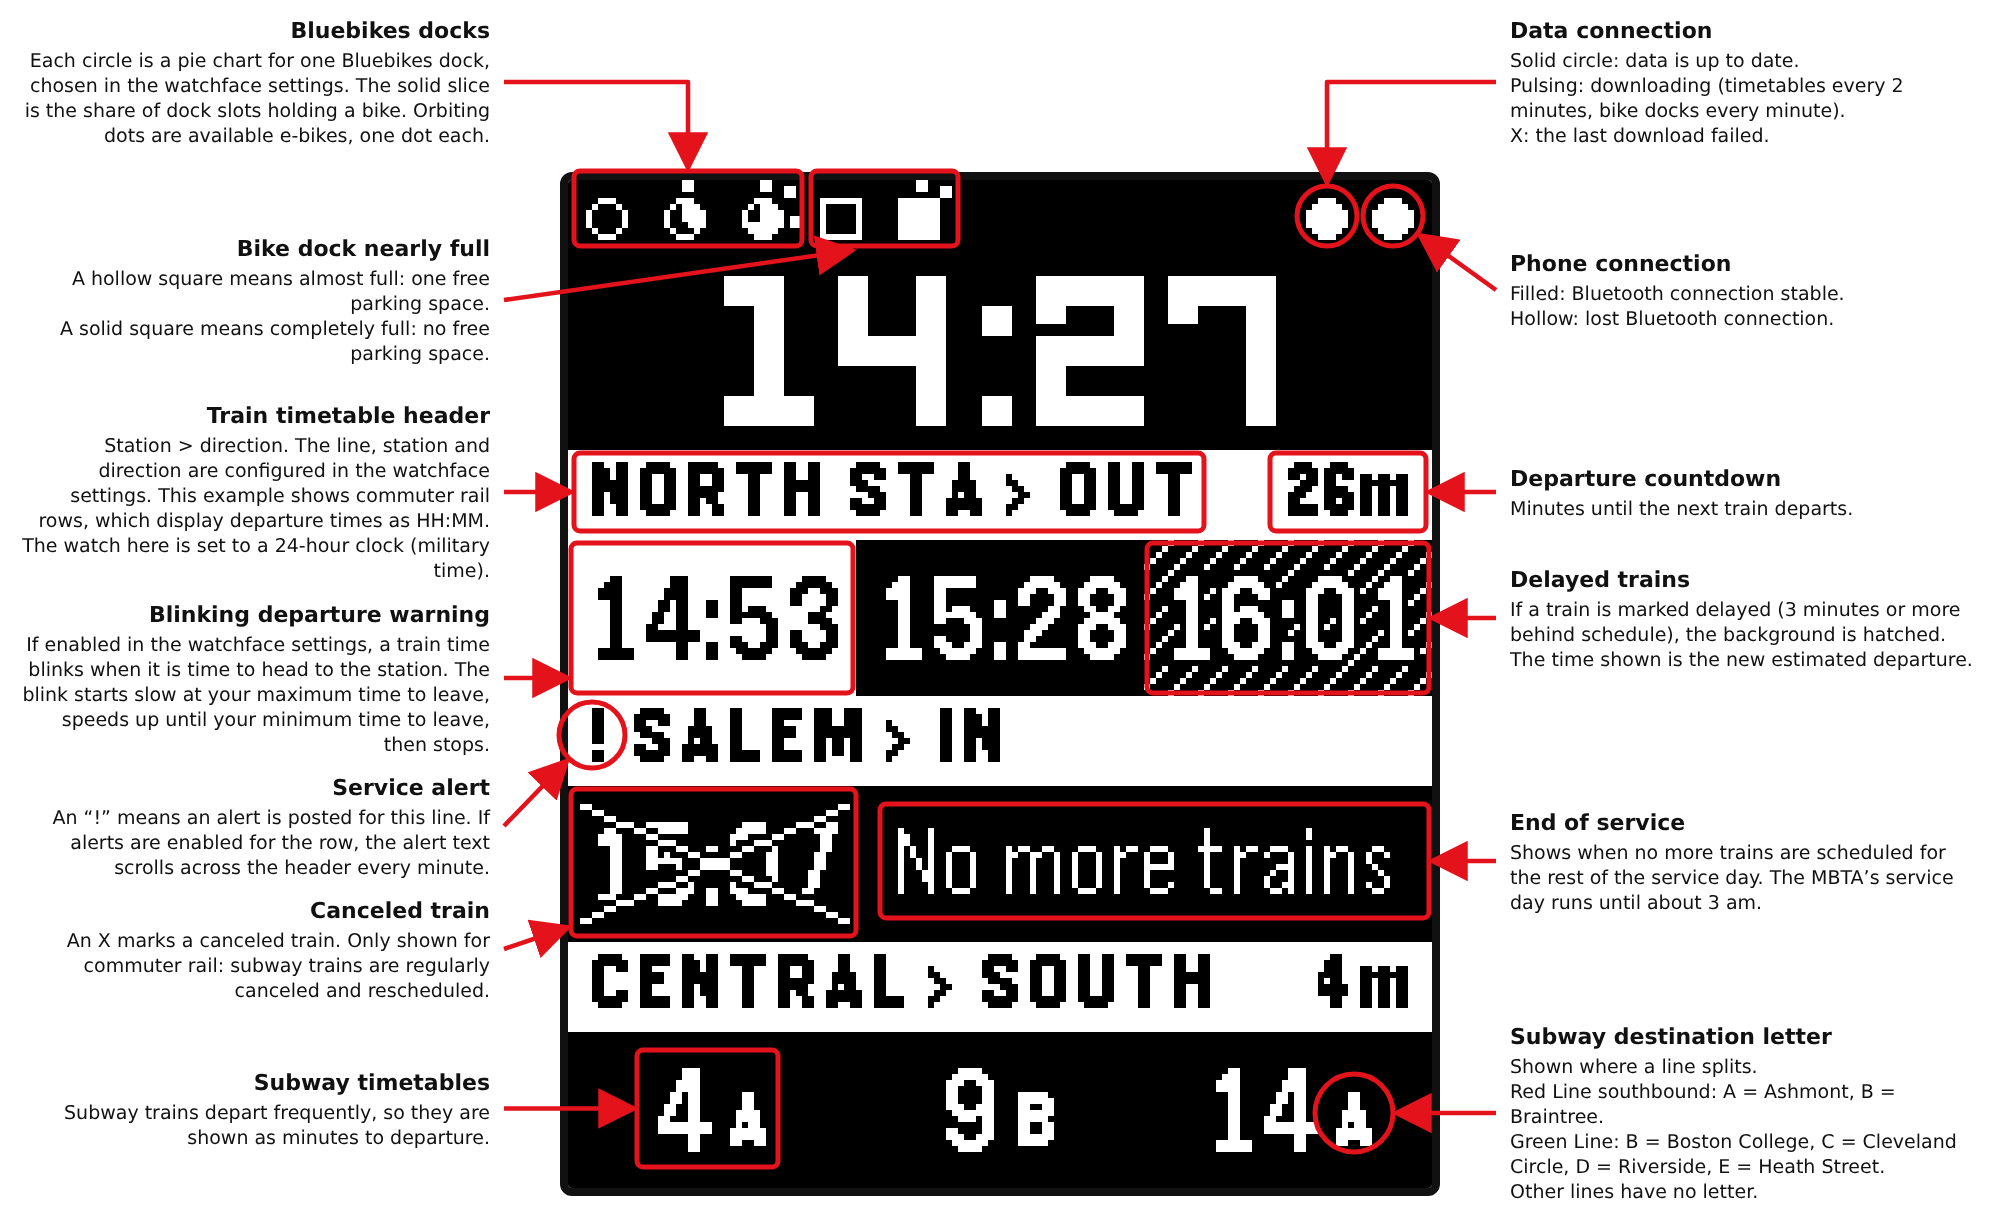 Bluebikes docks
Each circle is a pie chart for one Bluebikes dock,
chosen in the watchface settings. The solid slice
is the share of dock slots holding a bike. Orbiting
dots are available e-bikes, one dot each.
Bike dock nearly full
A hollow square means almost full: one free
parking space.
A solid square means completely full: no free
parking space.
Train timetable header
Station > direction. The line, station and
direction are configured in the watchface
settings. This example shows commuter rail
rows, which display departure times as HH:MM.
The watch here is set to a 24-hour clock (military
time).
Blinking departure warning
If enabled in the watchface settings, a train time
blinks when it is time to head to the station. The
blink starts slow at your maximum time to leave,
speeds up until your minimum time to leave,
then stops.
Service alert
An “!” means an alert is posted for this line. If
alerts are enabled for the row, the alert text
scrolls across the header every minute.
Canceled train
An X marks a canceled train. Only shown for
commuter rail: subway trains are regularly
canceled and rescheduled.
Subway timetables
Subway trains depart frequently, so they are
shown as minutes to departure.
14:27
NORTH STA > OUT 26m
14:53 15:28 16:01
! SALEM > IN
No more trains
CENTRAL > SOUTH 4m
4 A 9 B 14 A
Data connection
Solid circle: data is up to date.
Pulsing: downloading (timetables every 2
minutes, bike docks every minute).
X: the last download failed.
Phone connection
Filled: Bluetooth connection stable.
Hollow: lost Bluetooth connection.
Departure countdown
Minutes until the next train departs.
Delayed trains
If a train is marked delayed (3 minutes or more
behind schedule), the background is hatched.
The time shown is the new estimated departure.
End of service
Shows when no more trains are scheduled for
the rest of the service day. The MBTA’s service
day runs until about 3 am.
Subway destination letter
Shown where a line splits.
Red Line southbound: A = Ashmont, B =
Braintree.
Green Line: B = Boston College, C = Cleveland
Circle, D = Riverside, E = Heath Street.
Other lines have no letter.